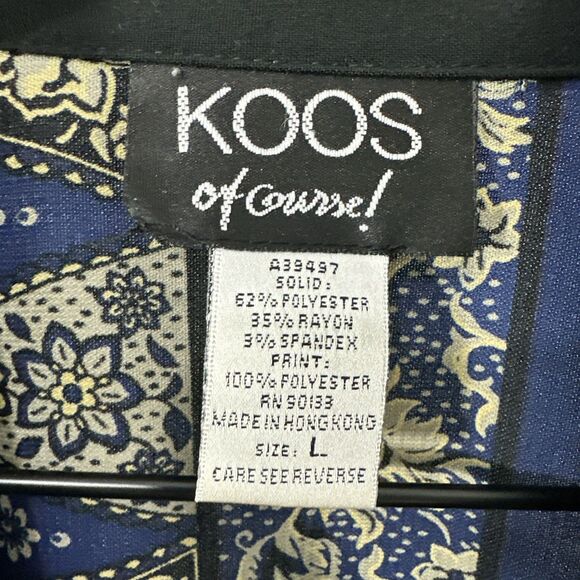 KOOS
of Course!
A39497
SOLID:
62% POLYESTER
35% RAYON
3% SPANDEX
PRINT:
100% POLYESTER
RN 90133
MADE IN HONG KONG
SIZE: L
CARE SEE REVERSE